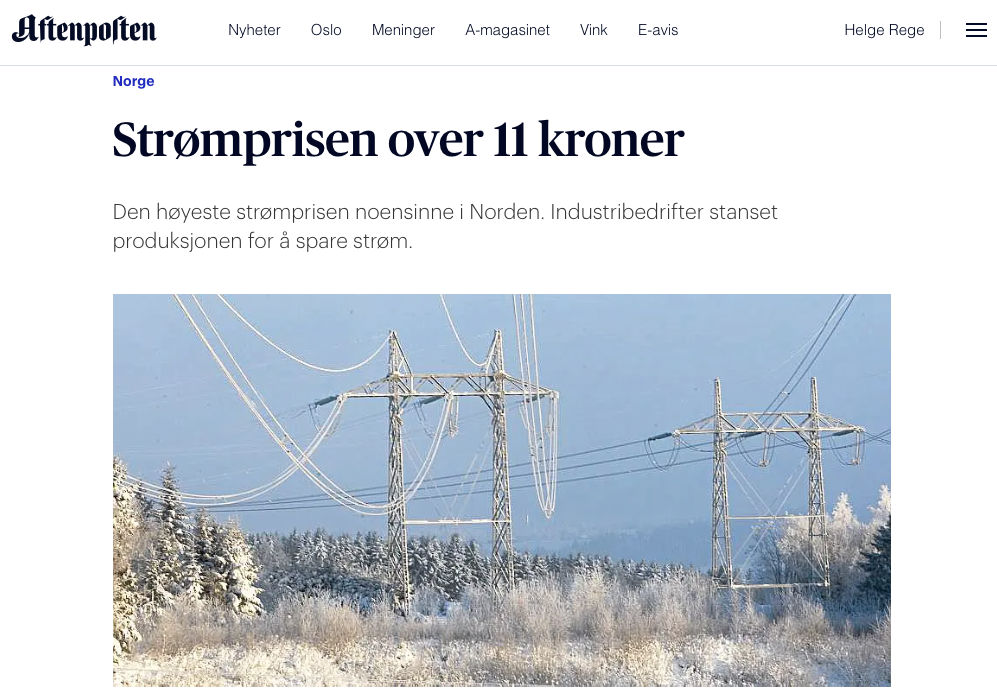 Aftenposten
Nyheter
Oslo
Meninger
A-magasinet
Vink
E-avis
Helge Rege
Norge
Strømprisen over 11 kroner
Den høyeste strømprisen noensinne i Norden. Industribedrifter stanset
produksjonen for å spare strøm.